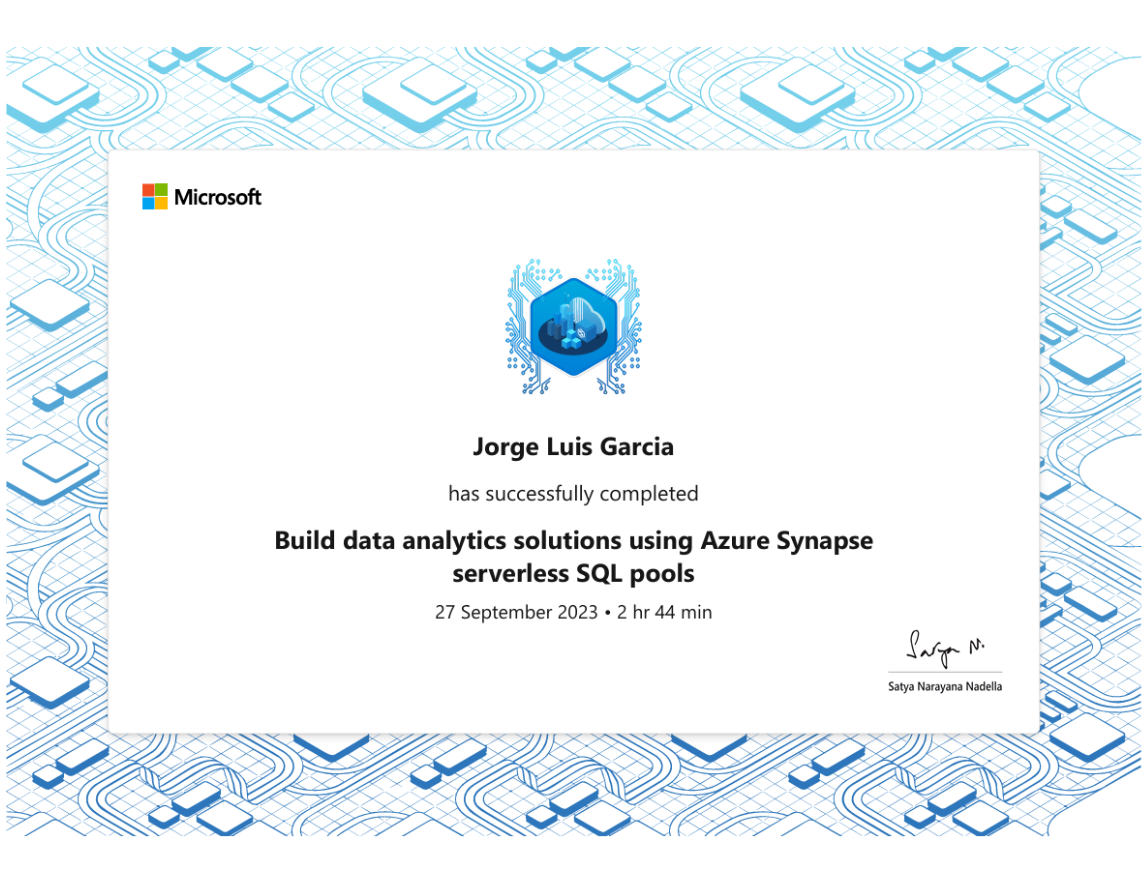 Microsoft
Jorge Luis Garcia
has successfully completed
Build data analytics solutions using Azure Synapse
serverless SQL pools
27 September 2023 • 2 hr 44 min
Satya N.
Satya Narayana Nadella